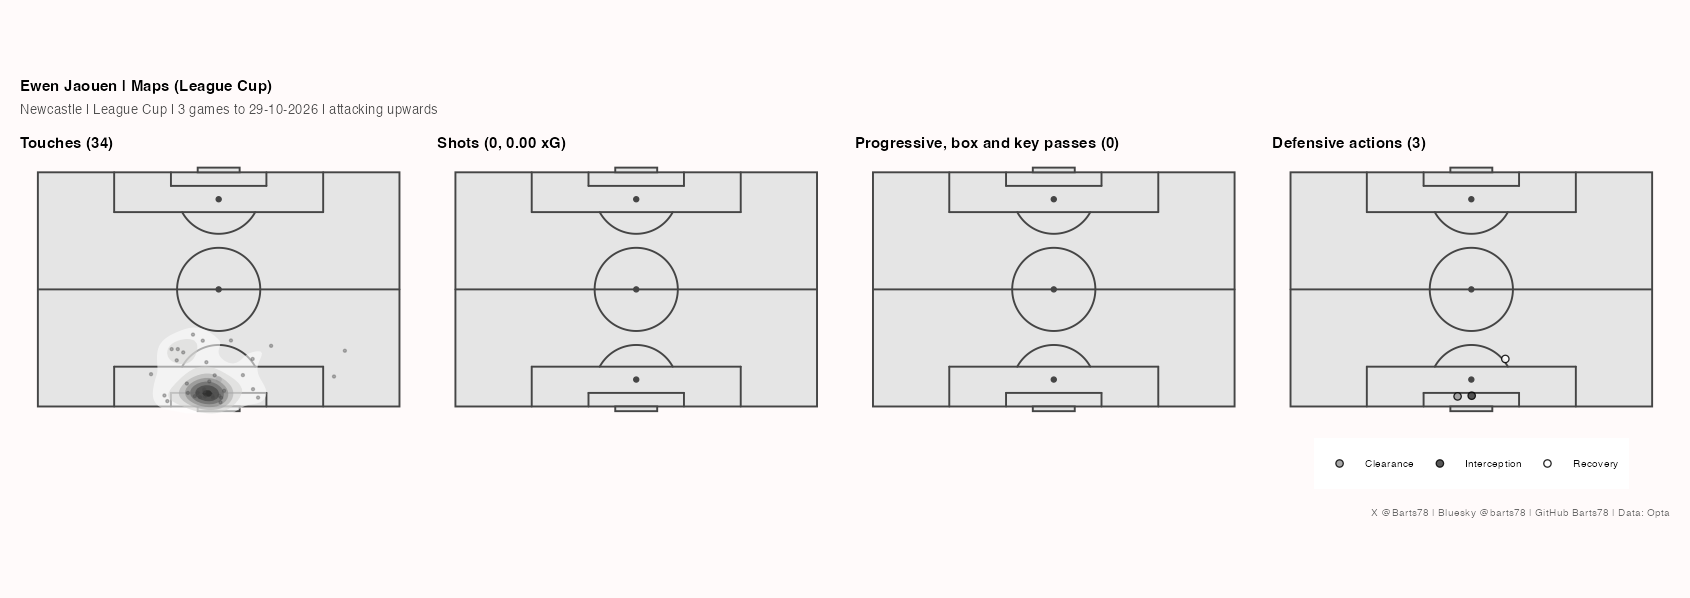 Ewen Jaouen | Maps (League Cup)
Newcastle | League Cup | 3 games to 29-10-2026 | attacking upwards
Touches (34)
Shots (0, 0.00 xG)
Progressive, box and key passes (0)
Defensive actions (3)
Clearance
Interception
Recovery
X @Barts78 | Bluesky @barts78 | GitHub Barts78 | Data: Opta